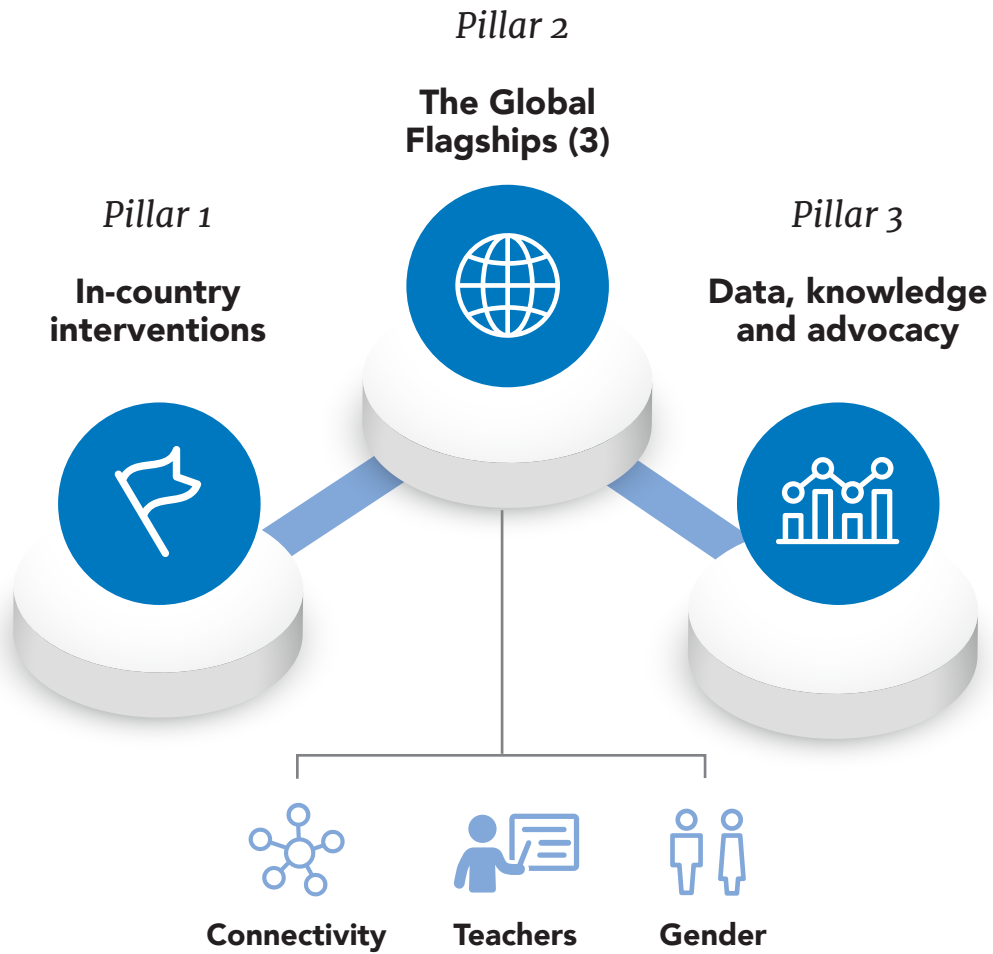 Pillar 2
The Global
Flagships (3)
Pillar 1
In-country
interventions
Pillar 3
Data, knowledge
and advocacy
Connectivity
Teachers
Gender